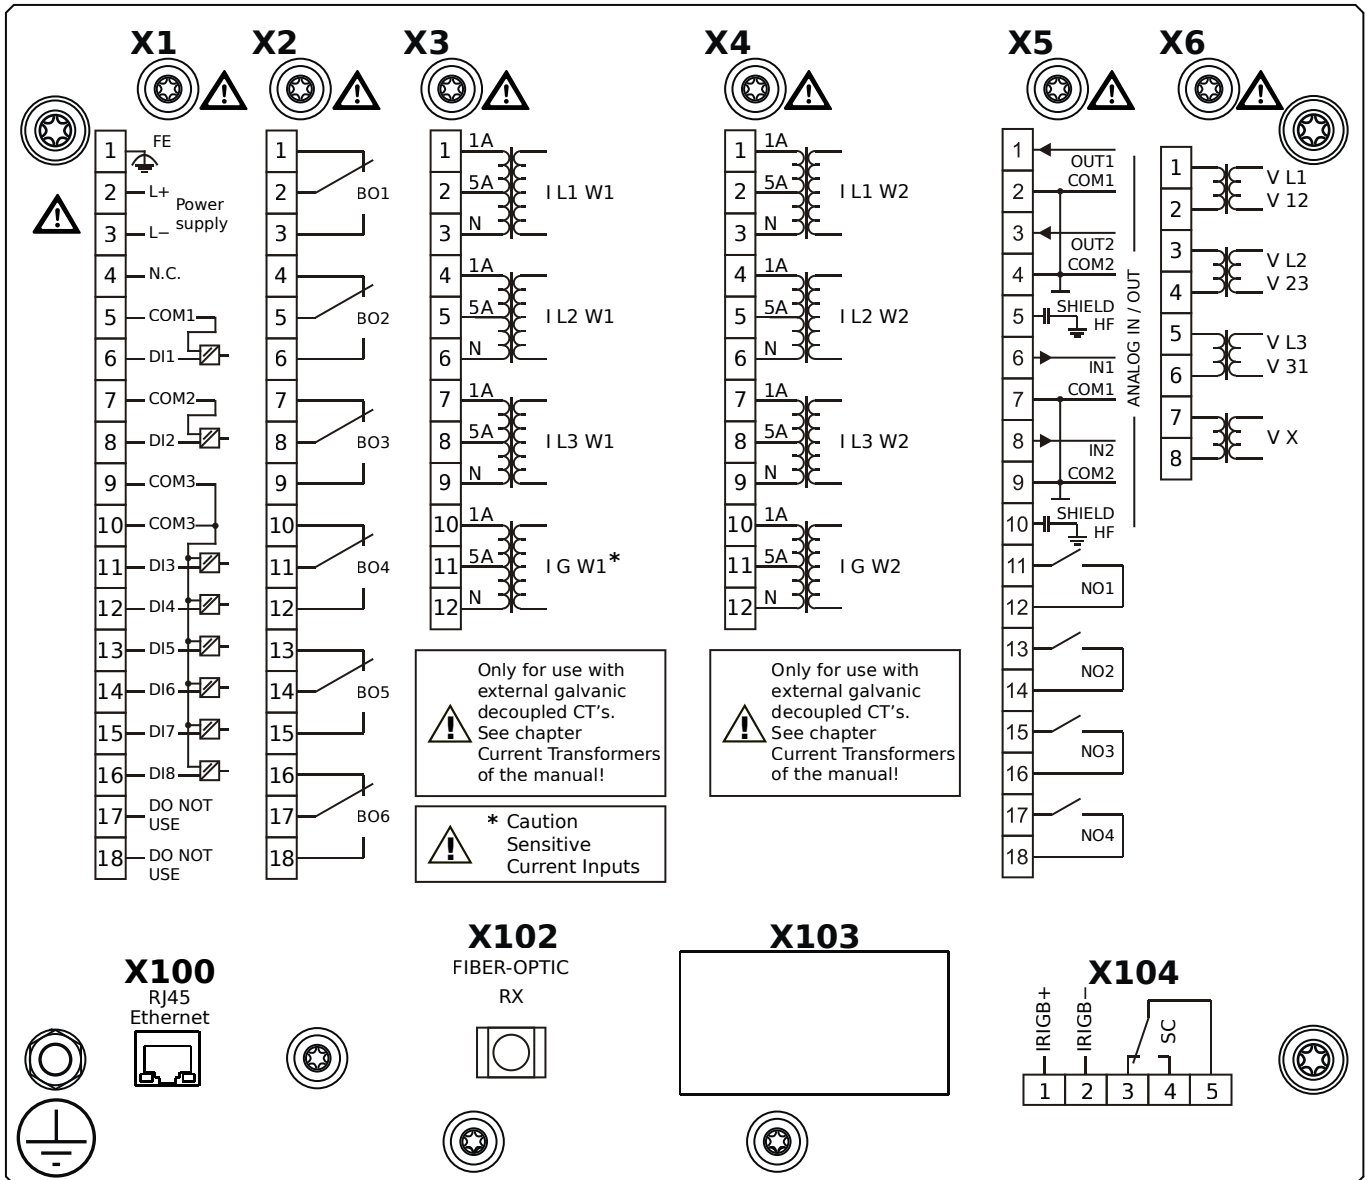 X1
X2
X3
X4
X5
X6
1 FE
2 L+
Power
supply
3 L−
4 N.C.
5 COM1
6 DI1
7 COM2
8 DI2
9 COM3
10 COM3
11 DI3
12 DI4
13 DI5
14 DI6
15 DI7
16 DI8
17 DO NOT
USE
18 DO NOT
USE
1
2 BO1
3
4
5 BO2
6
7
8 BO3
9
10
11 BO4
12
13
14 BO5
15
16
17 BO6
18
1 1A
2 5A I L1 W1
3 N
4 1A
5 5A I L2 W1
6 N
7 1A
8 5A I L3 W1
9 N
10 1A
11 5A I G W1*
12 N
Only for use with
external galvanic
decoupled CT's.
See chapter
Current Transformers
of the manual!
* Caution
Sensitive
Current Inputs
1 1A
2 5A I L1 W2
3 N
4 1A
5 5A I L2 W2
6 N
7 1A
8 5A I L3 W2
9 N
10 1A
11 5A I G W2
12 N
Only for use with
external galvanic
decoupled CT's.
See chapter
Current Transformers
of the manual!
1 OUT1
2 COM1
3 OUT2
4 COM2
5 SHIELD
HF
6 IN1
7 COM1
8 IN2
9 COM2
10 SHIELD
HF
ANALOG IN / OUT
11
NO1
12
13
NO2
14
15
NO3
16
17
NO4
18
1 V L1
2 V 12
3 V L2
4 V 23
5 V L3
6 V 31
7
V X
8
X100
RJ45
Ethernet
X102
FIBER-OPTIC
RX
X103
X104
IRIGB+
IRIGB−
SC
1 2 3 4 5